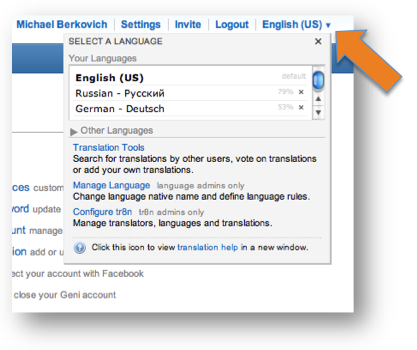 Michael Berkovich | Settings | Invite | Logout | English (US) ▾
SELECT A LANGUAGE ×
Your Languages
English (US) default
Russian - Русский 79% ×
German - Deutsch 53% ×
▶ Other Languages
Translation Tools
Search for translations by other users, vote on translations
or add your own translations.
Manage Language language admins only
Change language native name and define language rules.
Configure tr8n tr8n admins only
Manage translators, languages and translations.
Click this icon to view translation help in a new window.
ces custom
ord update
unt manage
ion add or u
ect your account with Facebook
close your Geni account